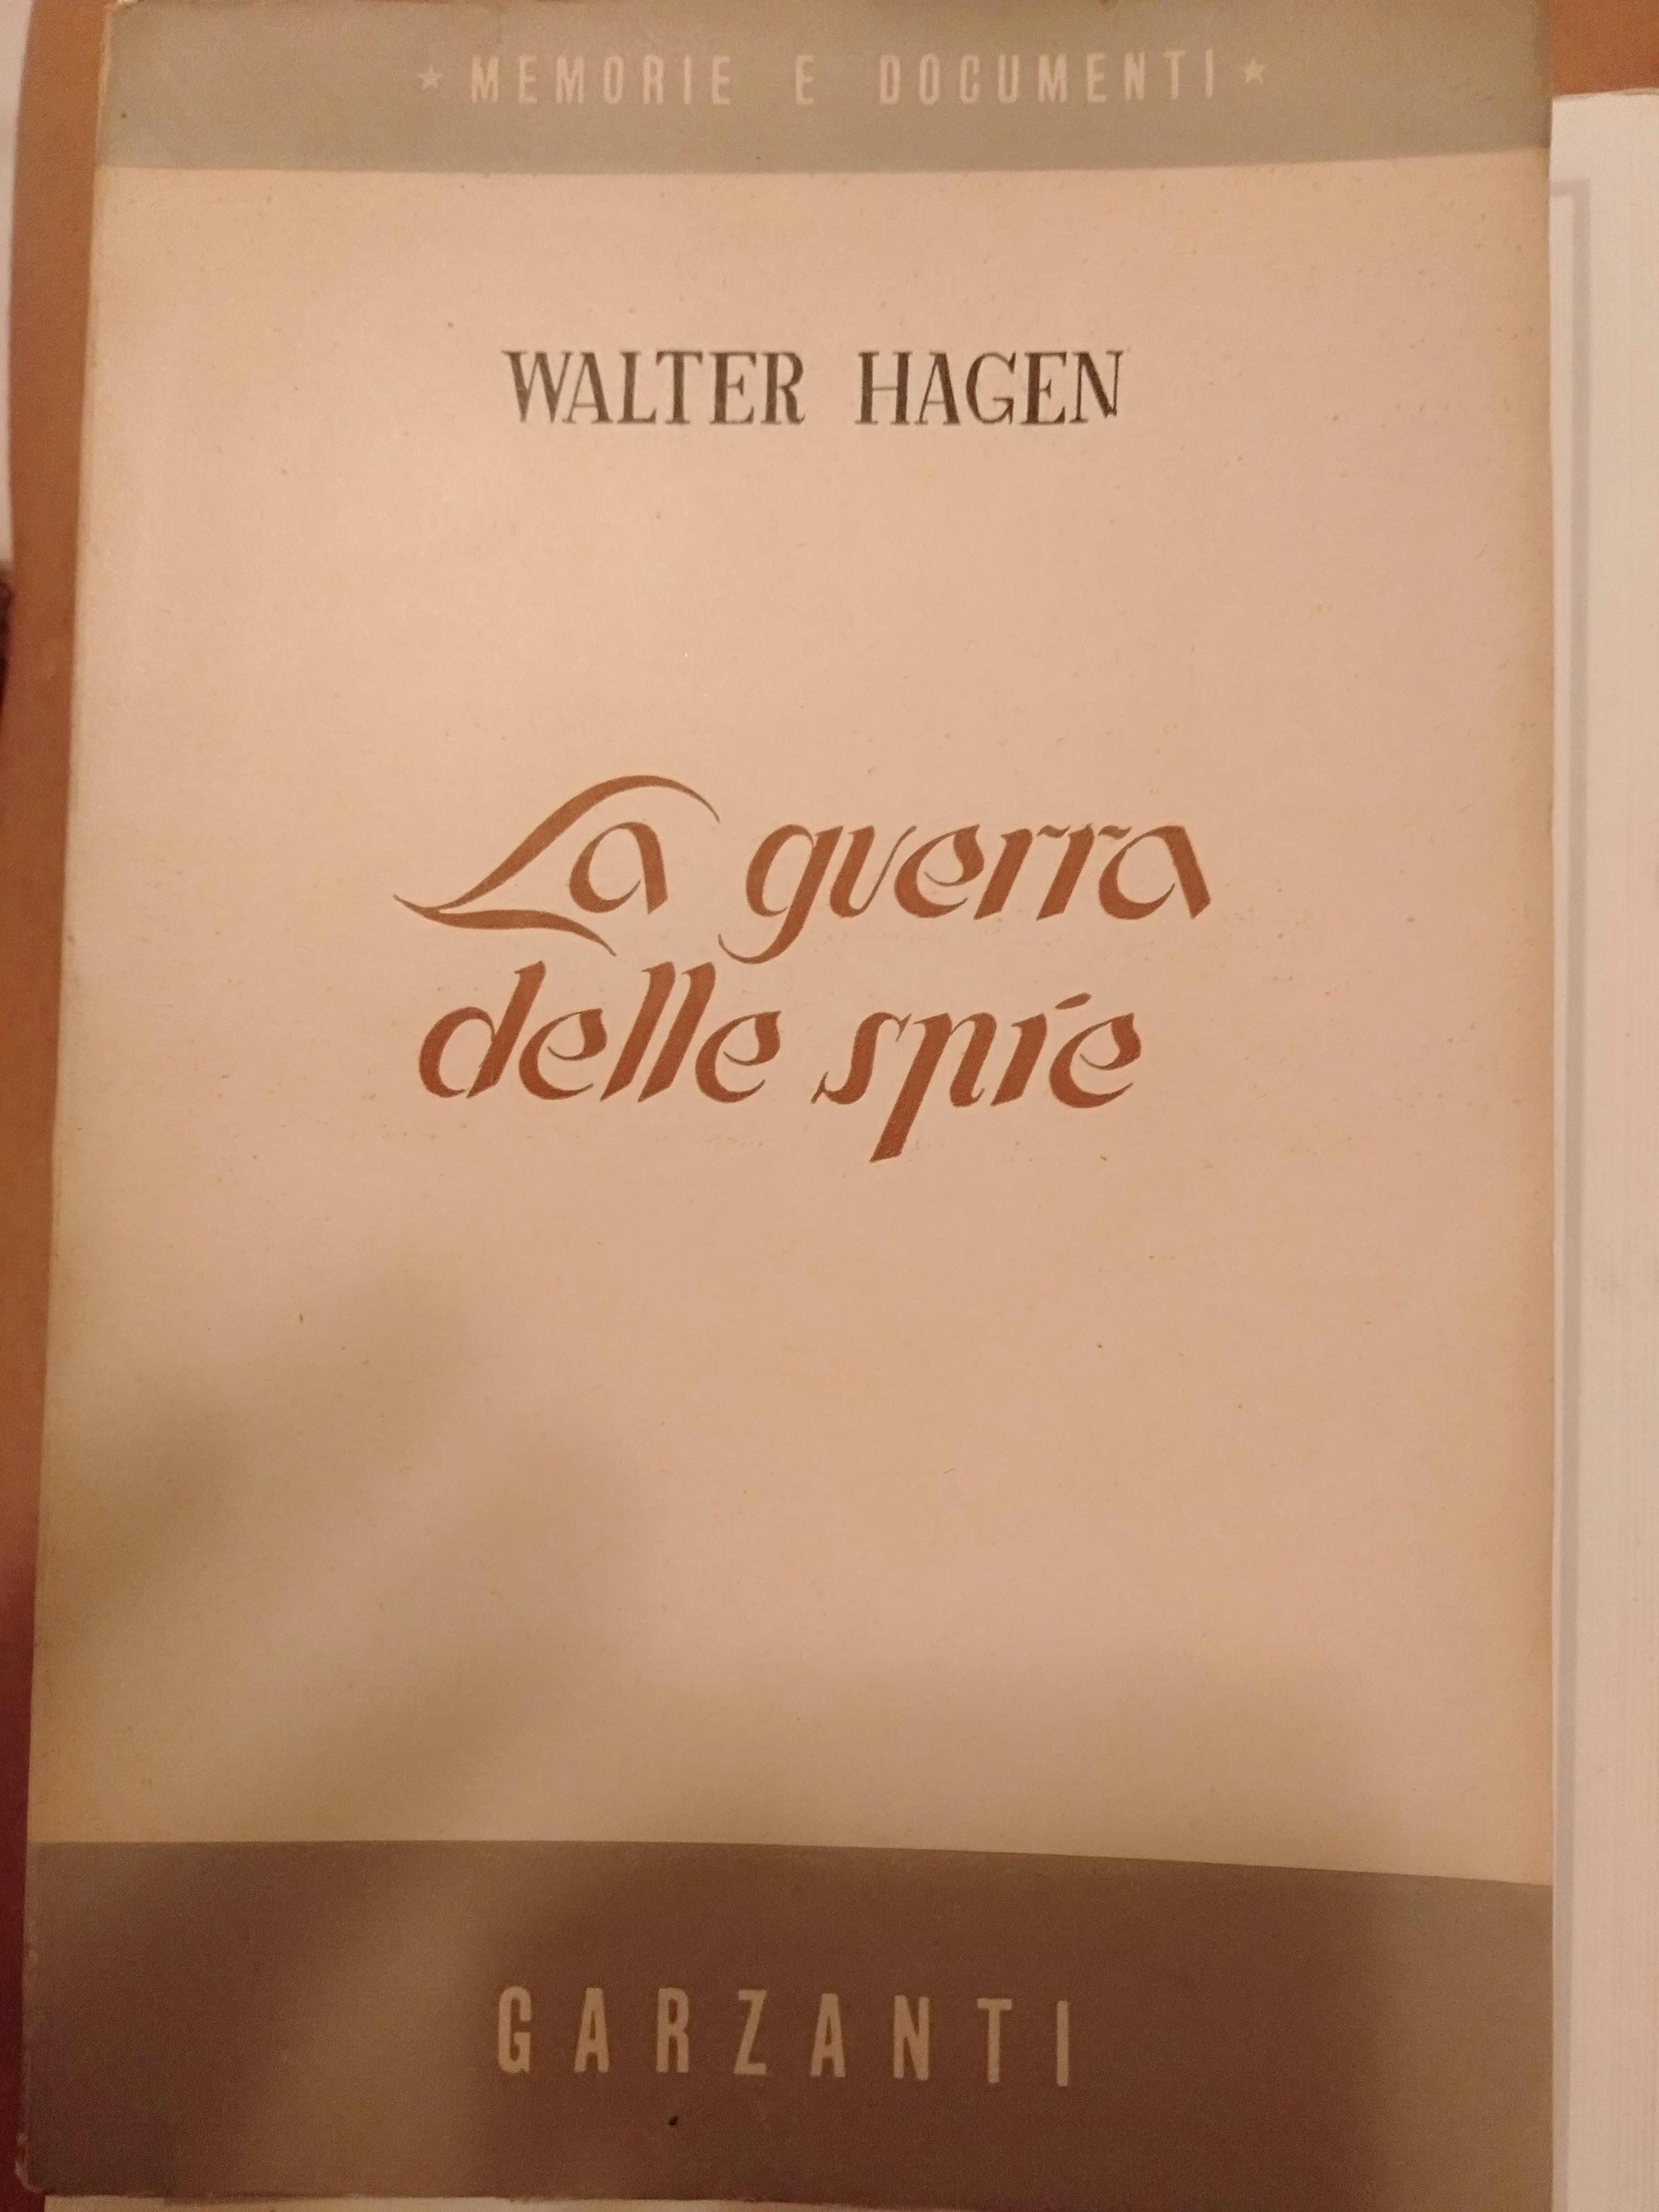 ★ MEMORIE E DOCUMENTI ★
WALTER HAGEN
La guerra
delle spie
GARZANTI